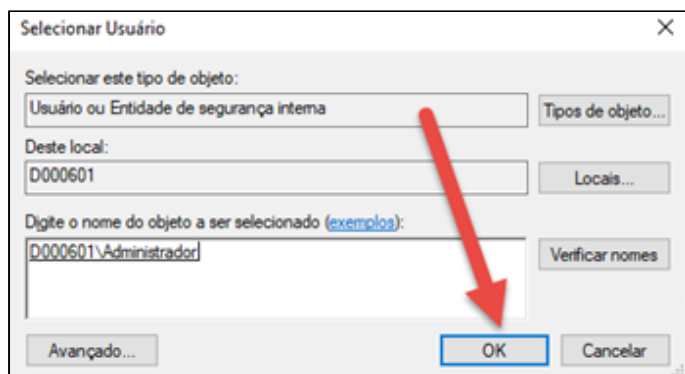 Selecionar Usuário
Selecionar este tipo de objeto:
Usuário ou Entidade de segurança interna
Tipos de objeto...
Deste local:
D000601
Locais...
Digite o nome do objeto a ser selecionado (exemplos):
D000601\Administrador
Verificar nomes
Avançado...
OK
Cancelar